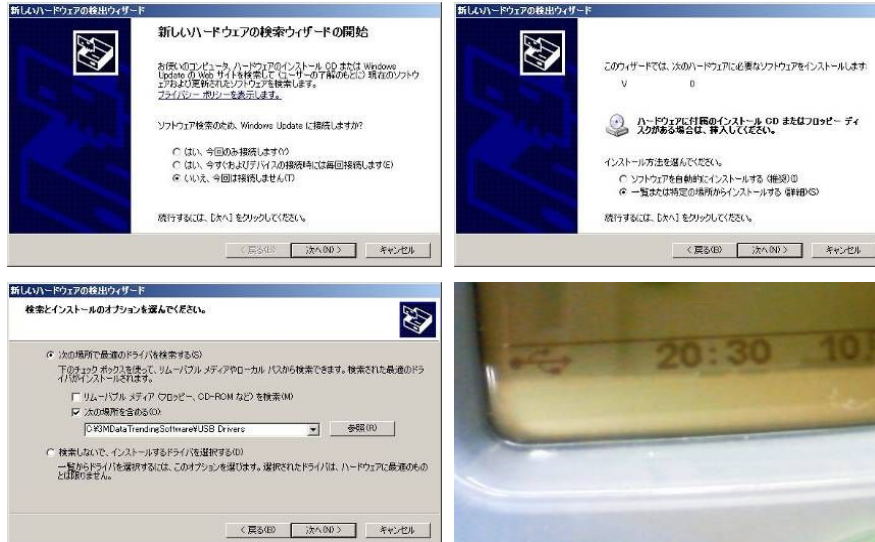 新しいハードウェアの検出ウィザード
新しいハードウェアの検索ウィザードの開始
お使いのコンピュータ、ハードウェアのインストール CD または Windows
Update の Web サイトを検索して (ユーザーの了解のもとに) 現在のソフトウ
ェアおよび更新されたソフトウェアを検索します。
プライバシー ポリシーを表示します。
ソフトウェア検索のため、Windows Update に接続しますか?
はい、今回のみ接続します(Y)
はい、今すぐおよびデバイスの接続時には毎回接続します(E)
いいえ、今回は接続しません(T)
続行するには、[次へ] をクリックしてください。
< 戻る(B)
次へ(N) >
キャンセル
新しいハードウェアの検出ウィザード
このウィザードでは、次のハードウェアに必要なソフトウェアをインストールします:
V 0
ハードウェアに付属のインストール CD またはフロッピー ディ
スクがある場合は、挿入してください。
インストール方法を選んでください。
ソフトウェアを自動的にインストールする (推奨)(I)
一覧または特定の場所からインストールする (詳細)(S)
続行するには、[次へ] をクリックしてください。
< 戻る(B)
次へ(N) >
キャンセル
新しいハードウェアの検出ウィザード
検索とインストールのオプションを選んでください。
次の場所で最適のドライバを検索する(S)
下のチェック ボックスを使って、リムーバブル メディアやローカル パスから検索できます。検索された最適のドラ
イバがインストールされます。
リムーバブル メディア (フロッピー、CD-ROM など) を検索(M)
次の場所を含める(O):
C:¥3MDataTrendingSoftware¥USB Drivers
参照(R)
検索しないで、インストールするドライバを選択する(D)
一覧からドライバを選択するには、このオプションを選びます。選択されたドライバは、ハードウェアに最適のもの
とは限りません。
< 戻る(B)
次へ(N) >
キャンセル
20:30 10